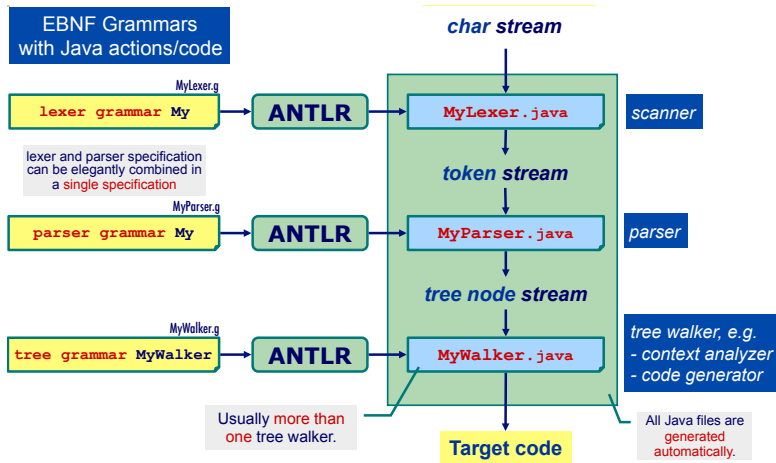 EBNF Grammars
with Java actions/code
char stream
MyLexer.g
lexer grammar My
ANTLR
MyLexer.java
scanner
lexer and parser specification
can be elegantly combined in
a single specification
token stream
MyParser.g
parser grammar My
ANTLR
MyParser.java
parser
tree node stream
MyWalker.g
tree grammar MyWalker
ANTLR
MyWalker.java
tree walker, e.g.
- context analyzer
- code generator
Usually more than
one tree walker.
Target code
All Java files are
generated
automatically.